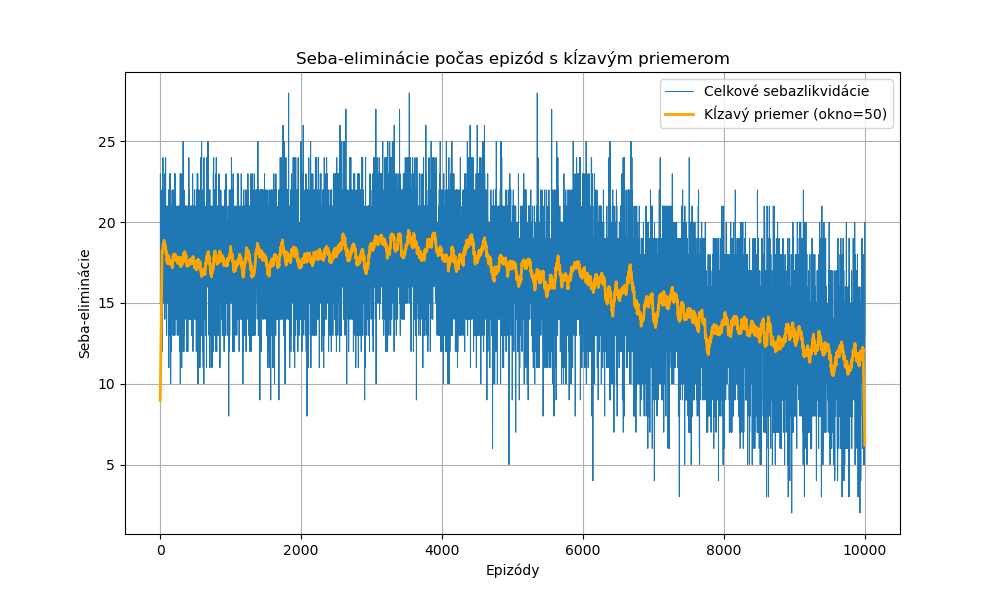 Seba-eliminácie počas epizód s kĺzavým priemerom
Celkové sebazlikvidácie
Kĺzavý priemer (okno=50)
Seba-eliminácie
25
20
15
10
5
0 2000 4000 6000 8000 10000
Epizódy